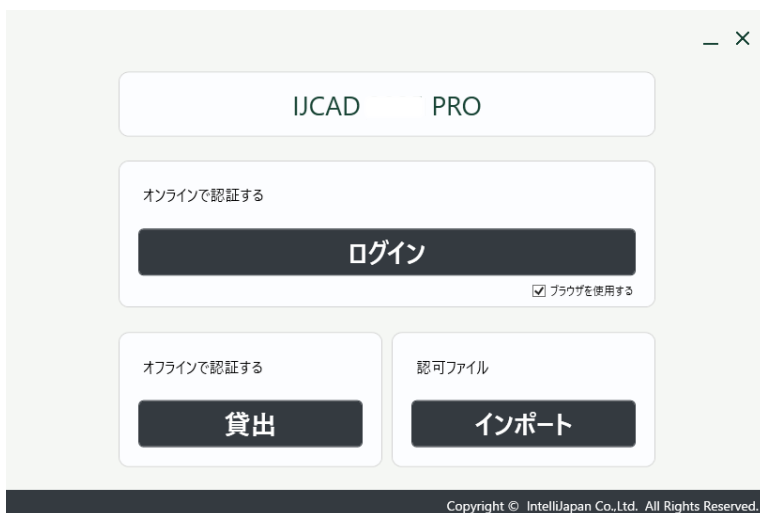 IJCAD PRO
オンラインで認証する
ログイン
ブラウザを使用する
オフラインで認証する
貸出
認可ファイル
インポート
Copyright © IntelliJapan Co.,Ltd. All Rights Reserved.